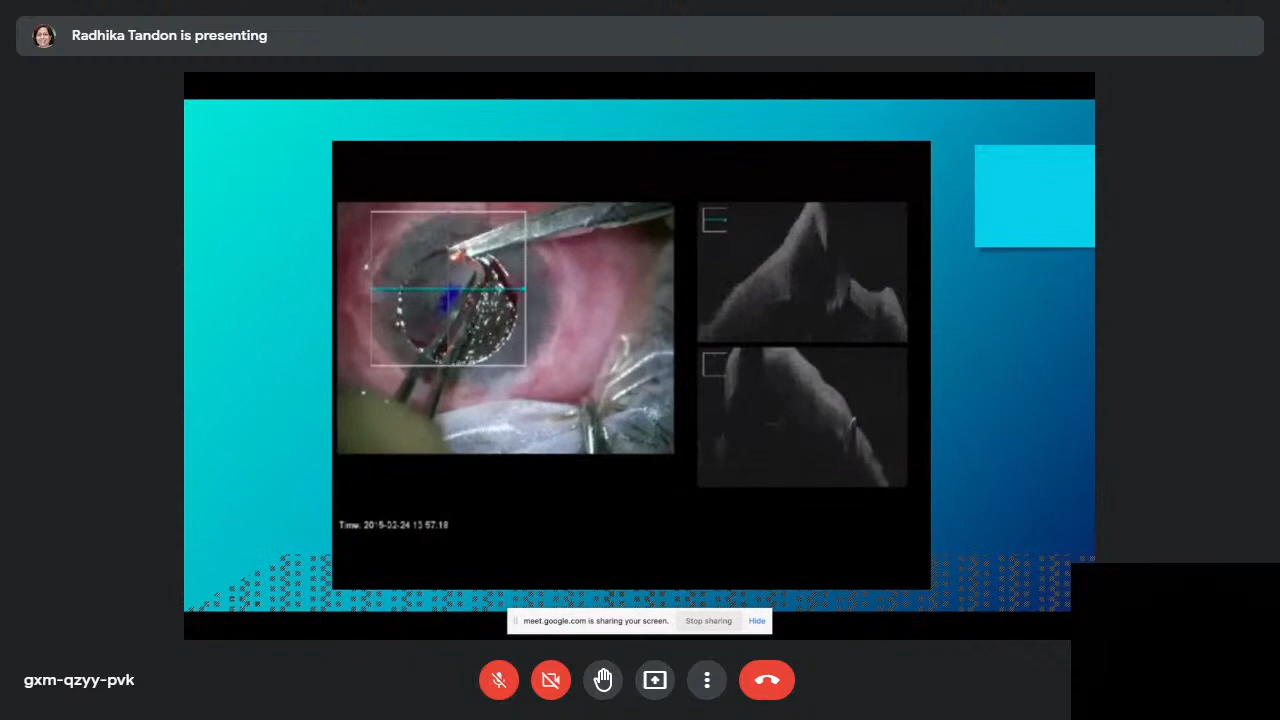 Radhika Tandon is presenting
Time: 2015-02-24 13:57:18
meet.google.com is sharing your screen. Stop sharing Hide
gxm-qzyy-pvk